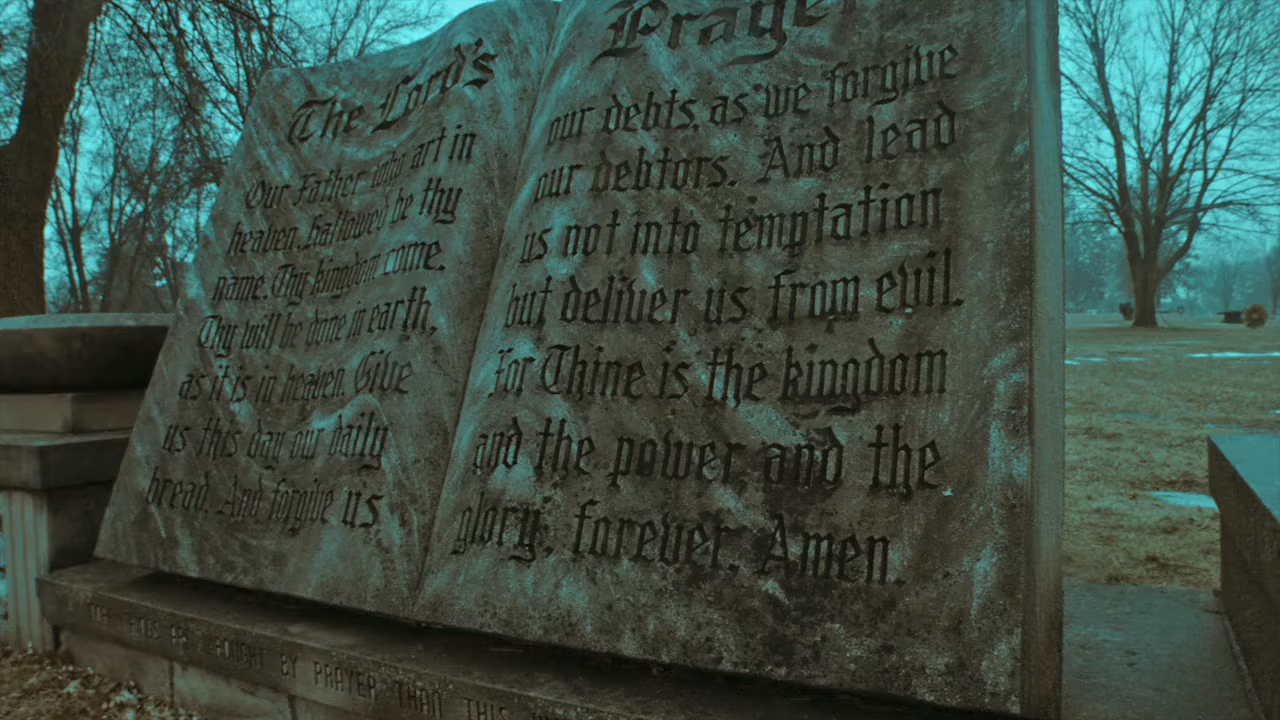 The Lord's
Our Father who art in
heaven, hallowed be thy
name. Thy kingdom come.
Thy will be done in earth,
as it is in heaven. Give
us this day our daily
bread. And forgive us
Prayer
our debts, as we forgive
our debtors. And lead
us not into temptation
but deliver us from evil.
For Thine is the kingdom
and the power and the
glory, forever. Amen.
WROUGHT BY PRAYER THAN THIS